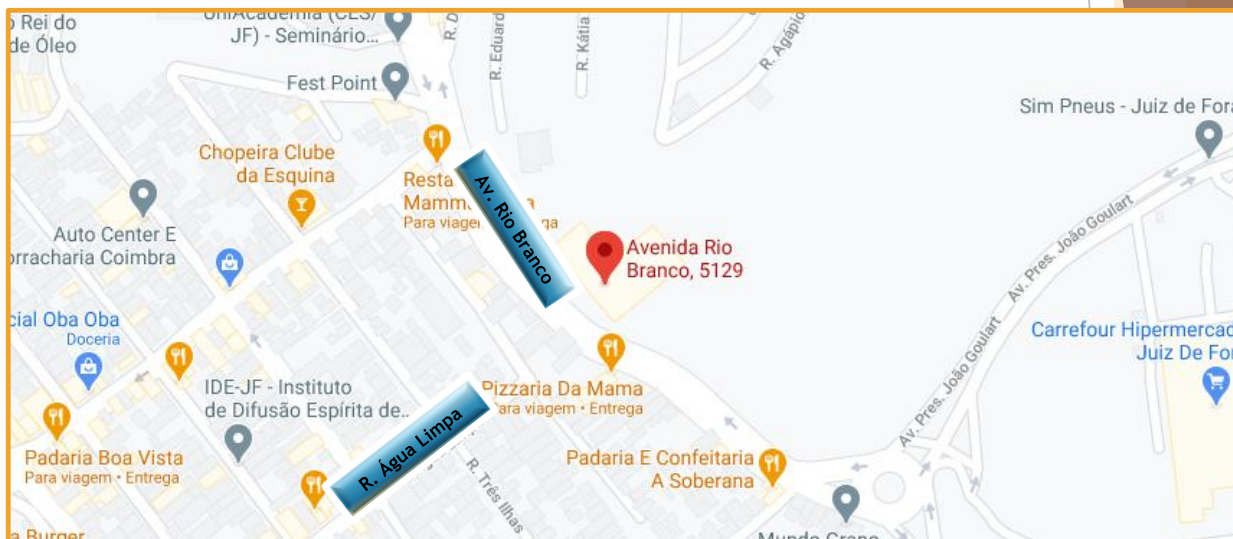 Rei do
de Óleo
UniAcademia (CES/
JF) - Seminário...
R. D
R. Eduard
R. Kátia
R. Agápio
Fest Point
Sim Pneus - Juiz de Fora
Chopeira Clube
da Esquina
Resta
Mamm
Para viagem
ga
Av. Rio Branco
Auto Center E
orracharia Coimbra
Avenida Rio
Branco, 5129
Av. Pres. João Goulart
cial Oba Oba
Doceria
Carrefour Hipermercad
Juiz De For
IDE-JF - Instituto
de Difusão Espírita de...
Pizzaria Da Mama
Para viagem • Entrega
R. Água Limpa
Av. Pres. João Goulart
Padaria Boa Vista
Para viagem • Entrega
R. Três Ilhas
Padaria E Confeitaria
A Soberana
a Burger